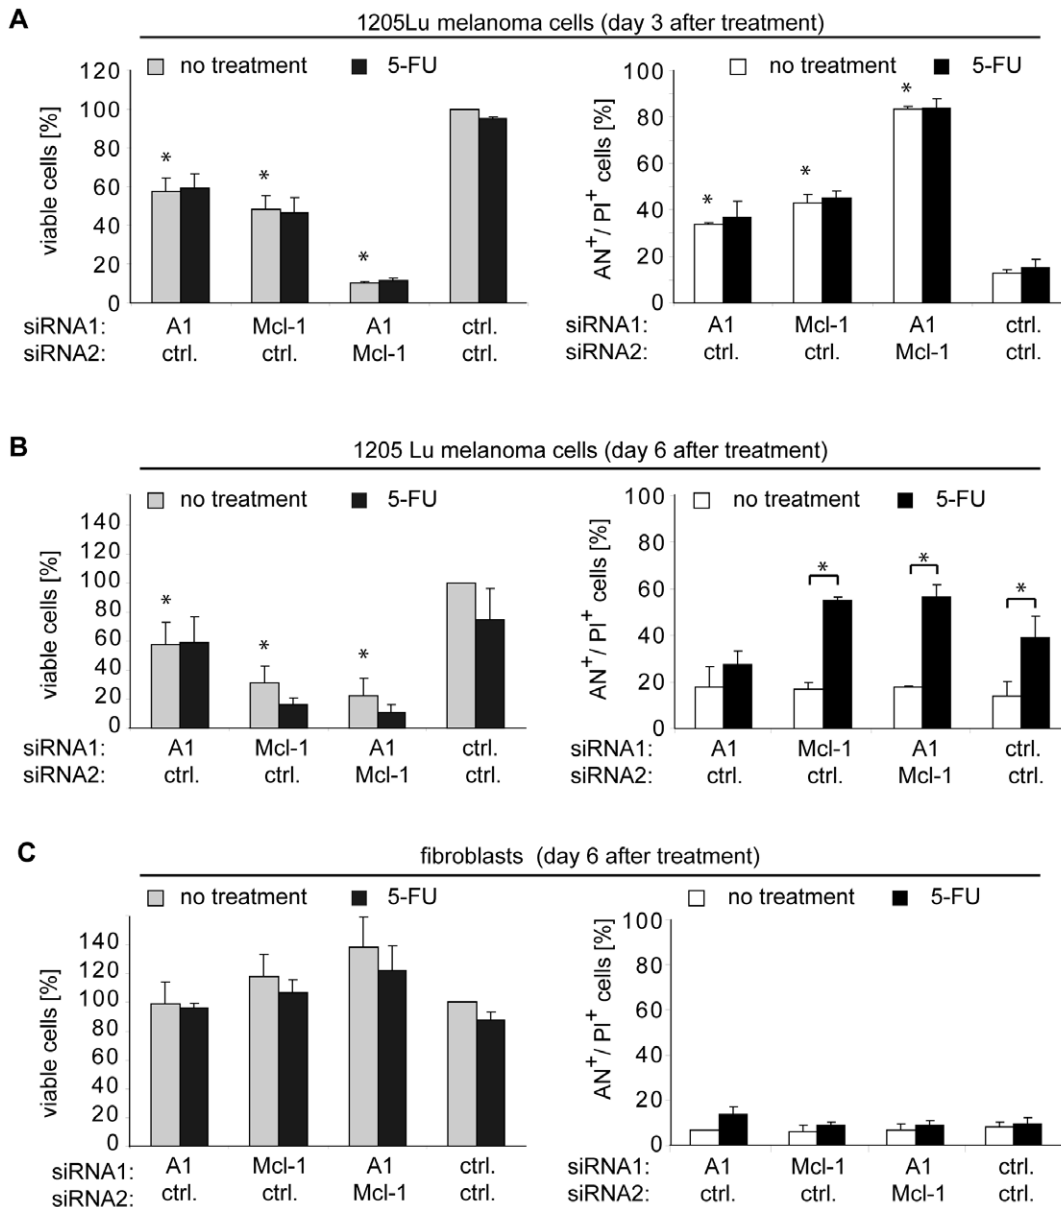 A
1205Lu melanoma cells (day 3 after treatment)
no treatment 5-FU
viable cells [%]
120
100
80
60
40
20
0
* * *
siRNA1: A1 Mcl-1 A1 ctrl.
siRNA2: ctrl. ctrl. Mcl-1 ctrl.
no treatment 5-FU
AN+/ PI+ cells [%]
100
80
60
40
20
0
* * *
siRNA1: A1 Mcl-1 A1 ctrl.
siRNA2: ctrl. ctrl. Mcl-1 ctrl.
B
1205 Lu melanoma cells (day 6 after treatment)
no treatment 5-FU
viable cells [%]
140
120
100
80
60
40
20
0
* * *
siRNA1: A1 Mcl-1 A1 ctrl.
siRNA2: ctrl. ctrl. Mcl-1 ctrl.
no treatment 5-FU
AN+/ PI+ cells [%]
100
80
60
40
20
0
* * *
siRNA1: A1 Mcl-1 A1 ctrl.
siRNA2: ctrl. ctrl. Mcl-1 ctrl.
C
fibroblasts (day 6 after treatment)
no treatment 5-FU
viable cells [%]
140
120
100
80
60
40
20
0
siRNA1: A1 Mcl-1 A1 ctrl.
siRNA2: ctrl. ctrl. Mcl-1 ctrl.
no treatment 5-FU
AN+/ PI+ cells [%]
100
80
60
40
20
0
siRNA1: A1 Mcl-1 A1 ctrl.
siRNA2: ctrl. ctrl. Mcl-1 ctrl.